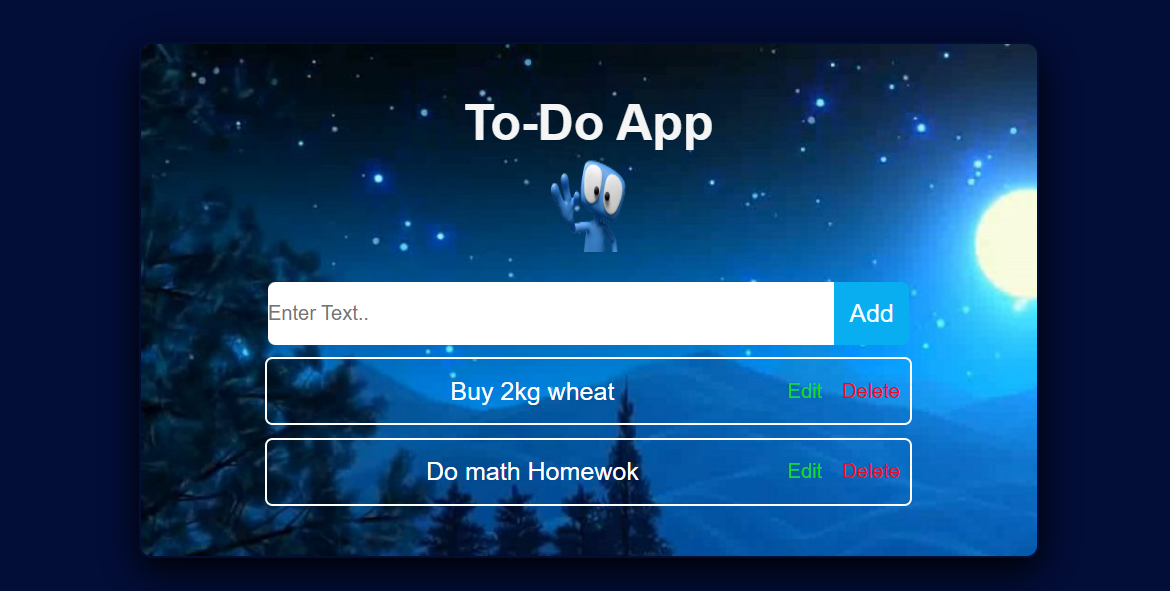 To-Do App
Enter Text..
Add
Buy 2kg wheat
Edit
Delete
Do math Homewok
Edit
Delete